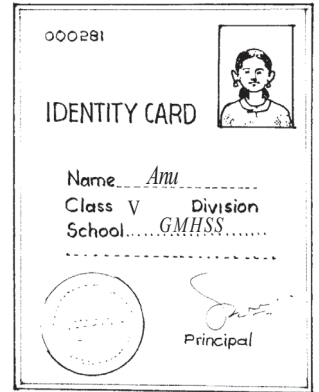 000281
IDENTITY CARD
Name Anu
Class V Division
School GMHSS
Principal